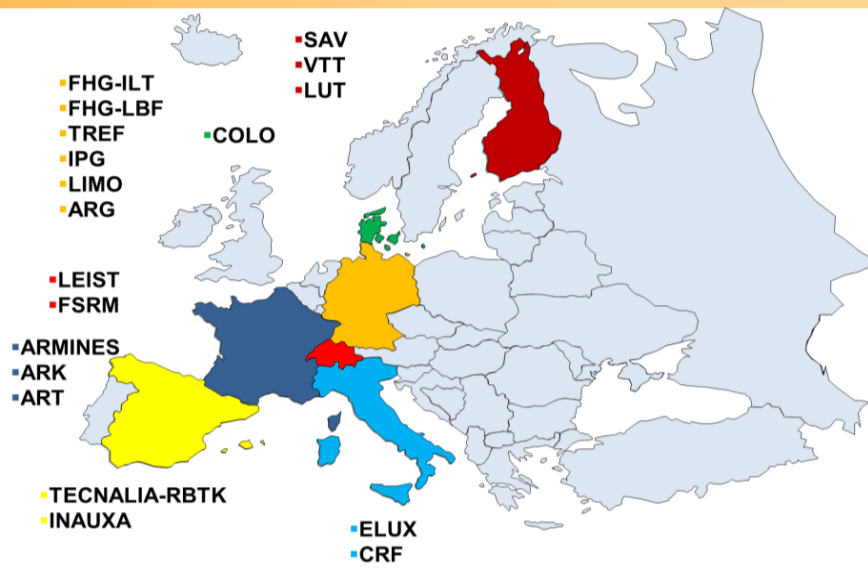 SAV
VTT
LUT
FHG-ILT
FHG-LBF
TREF
IPG
LIMO
ARG
COLO
LEIST
FSRM
ARMINES
ARK
ART
TECNALIA-RBTK
INAUXA
ELUX
CRF